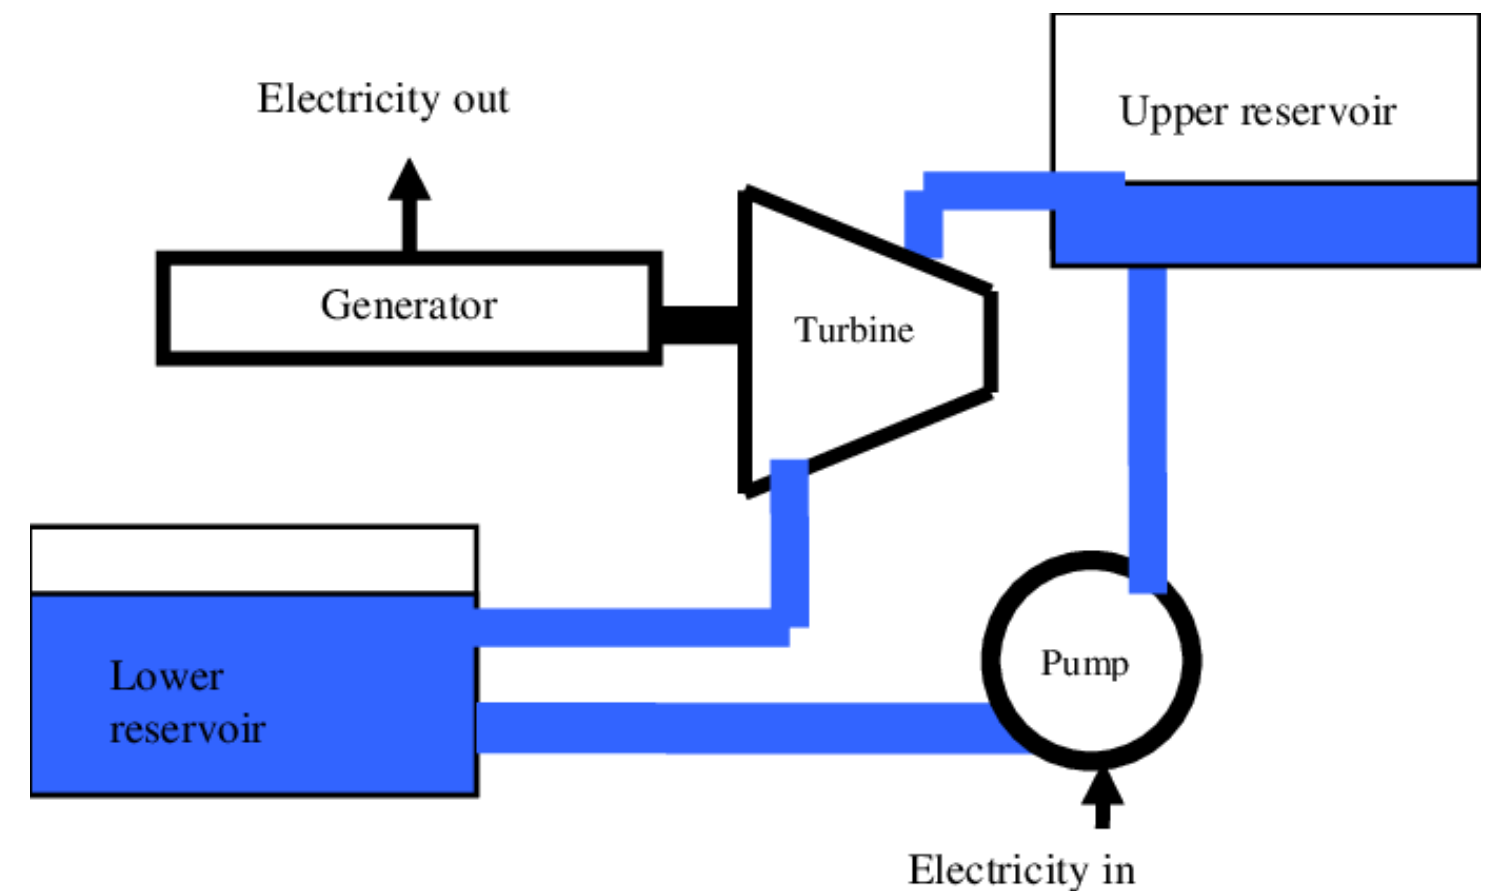 Electricity out
Upper reservoir
Generator
Turbine
Lower
reservoir
Pump
Electricity in